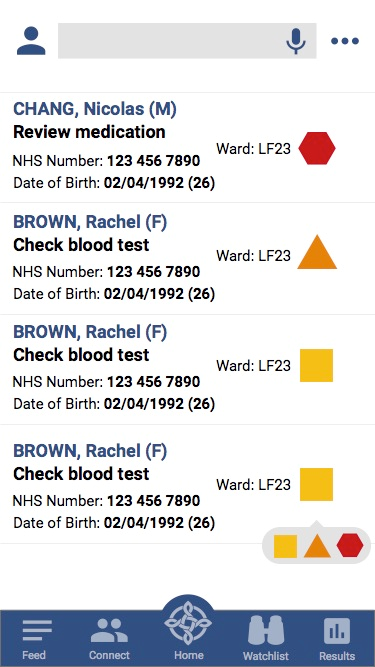 CHANG, Nicolas (M)
Review medication
Ward: LF23
NHS Number: 123 456 7890
Date of Birth: 02/04/1992 (26)
BROWN, Rachel (F)
Check blood test
Ward: LF23
NHS Number: 123 456 7890
Date of Birth: 02/04/1992 (26)
BROWN, Rachel (F)
Check blood test
Ward: LF23
NHS Number: 123 456 7890
Date of Birth: 02/04/1992 (26)
BROWN, Rachel (F)
Check blood test
Ward: LF23
NHS Number: 123 456 7890
Date of Birth: 02/04/1992 (26)
Feed Connect Home Watchlist Results